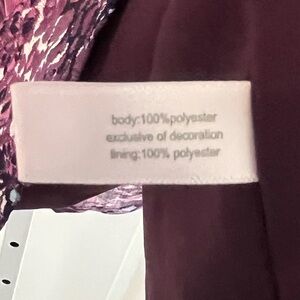 body:100%polyester
exclusive of decoration
lining:100% polyester